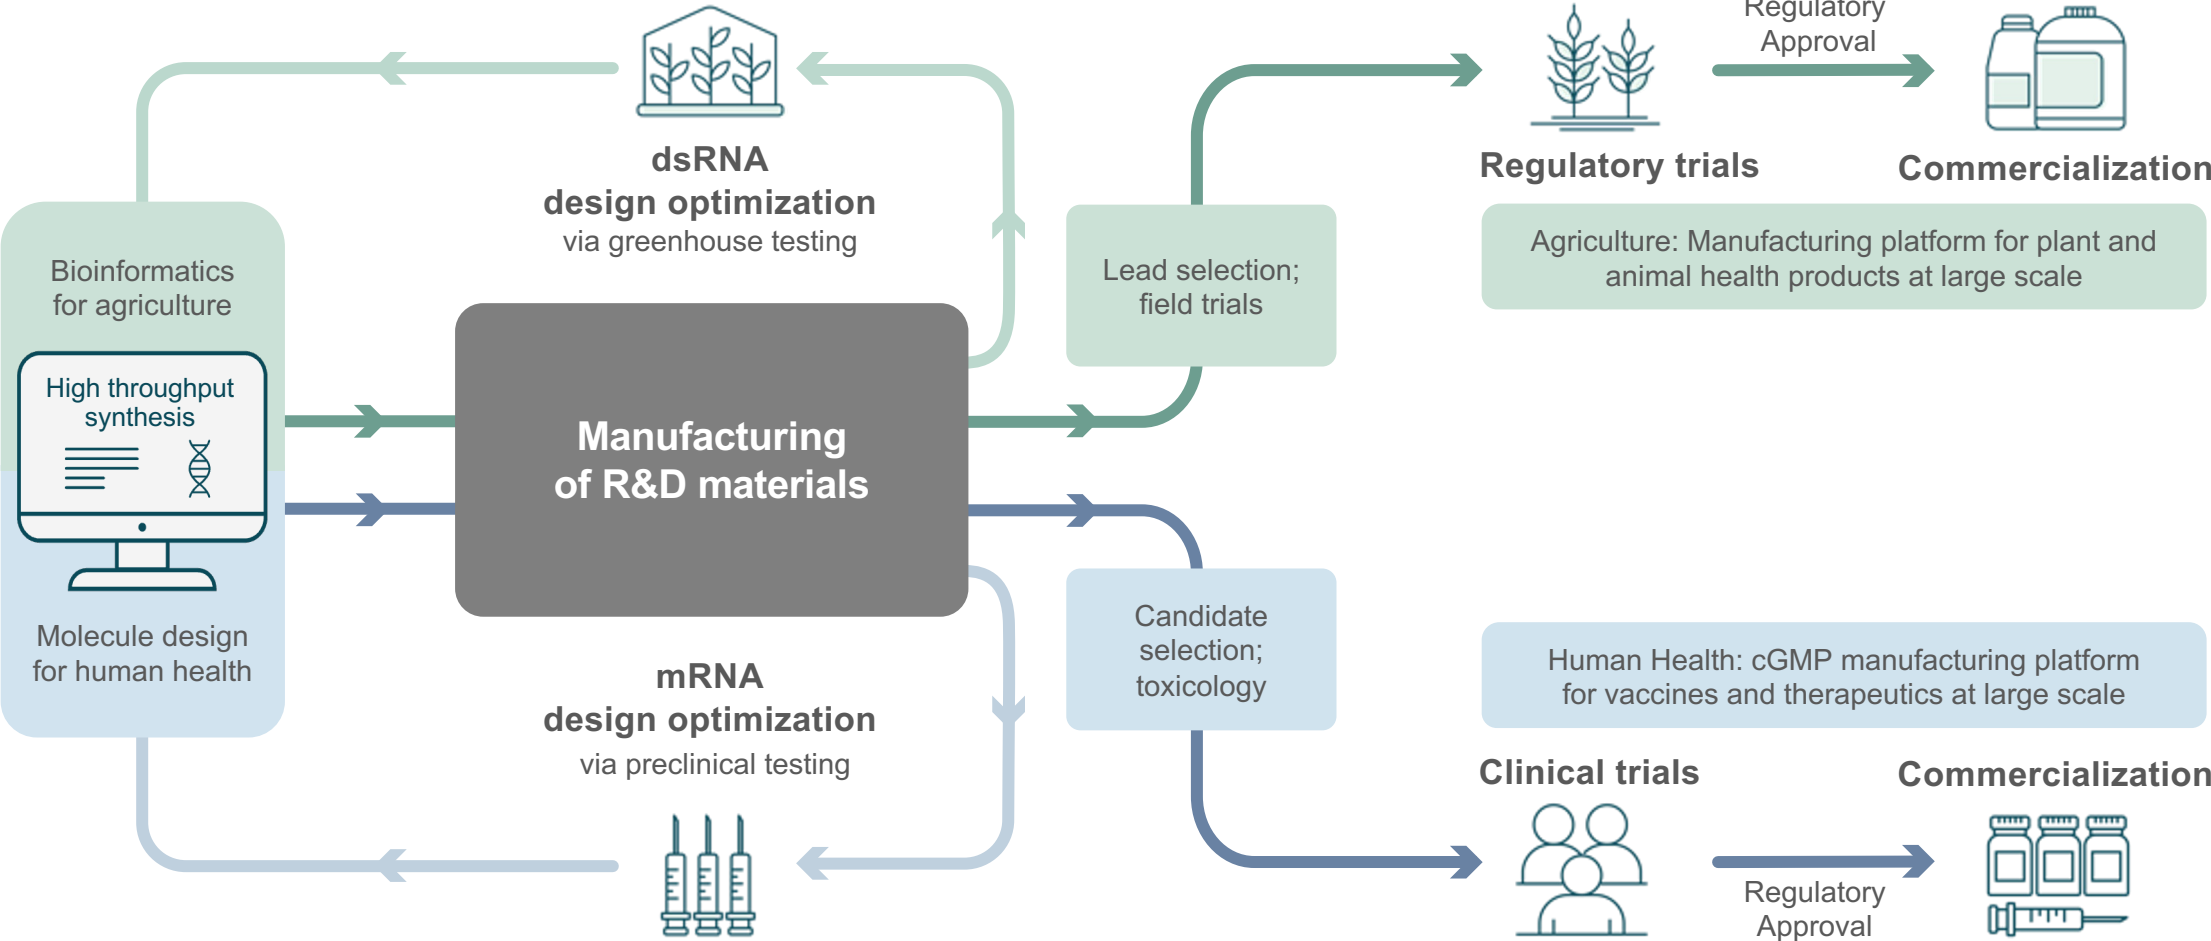 Regulatory
Approval
dsRNA
design optimization
via greenhouse testing
Regulatory trials
Commercialization
Agriculture: Manufacturing platform for plant and
animal health products at large scale
Bioinformatics
for agriculture
Lead selection;
field trials
High throughput
synthesis
Manufacturing
of R&D materials
Molecule design
for human health
mRNA
design optimization
via preclinical testing
Candidate
selection;
toxicology
Human Health: cGMP manufacturing platform
for vaccines and therapeutics at large scale
Clinical trials
Commercialization
Regulatory
Approval